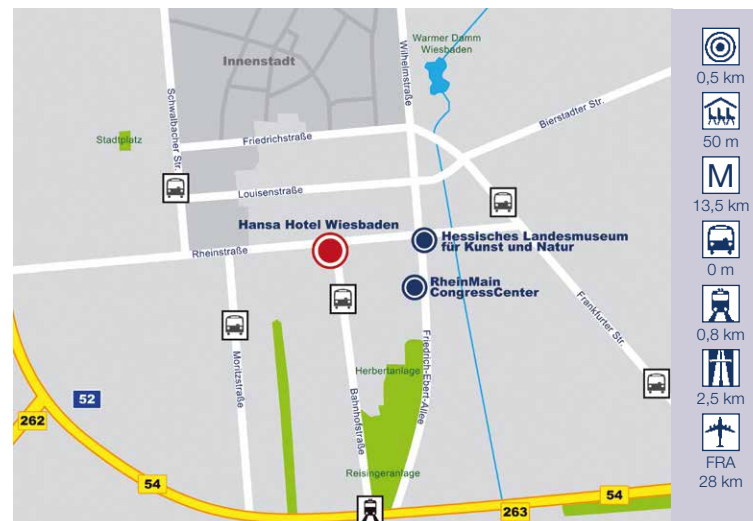 Innenstadt
Warmer Damm
Wiesbaden
Wilhelmstraße
Schwalbacher Str.
Bierstadter Str.
Stadtplatz
Friedrichstraße
Louisenstraße
Hansa Hotel Wiesbaden
Rheinstraße
Hessisches Landesmuseum
für Kunst und Natur
RheinMain
CongressCenter
Frankfurter Str.
Moritzstraße
Bahnhofstraße
Friedrich-Ebert-Allee
Herbertanlage
Reisingeranlage
52
262
54
263
54
0,5 km
50 m
M
13,5 km
0 m
0,8 km
2,5 km
FRA
28 km